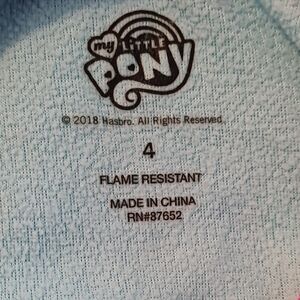 my LITTLE
PONY
© 2018 Hasbro. All Rights Reserved
4
FLAME RESISTANT
MADE IN CHINA
RN#87652